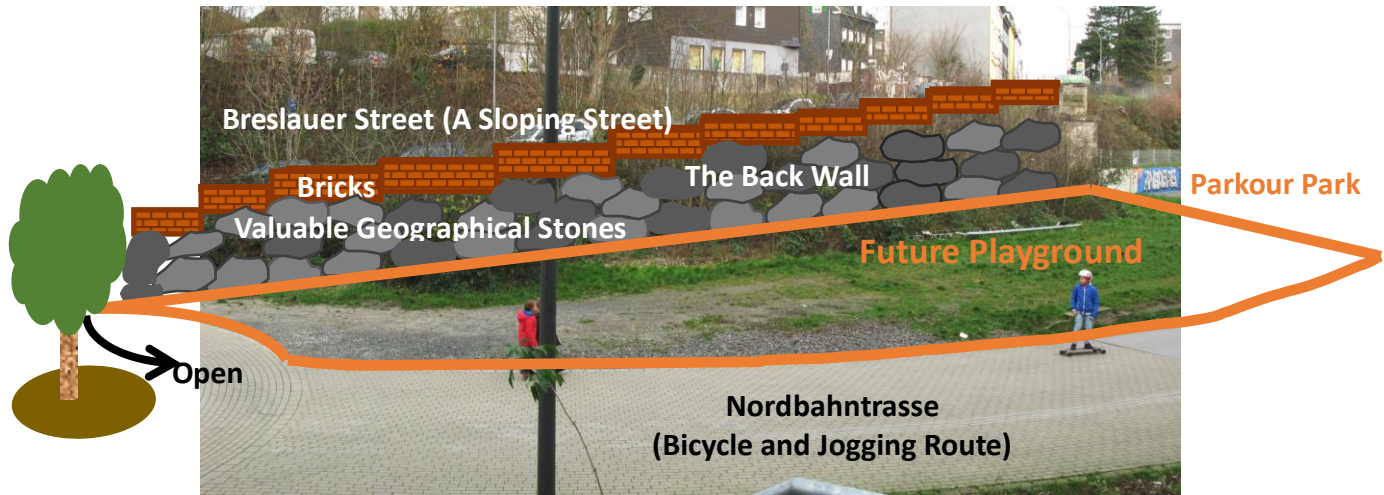 Breslauer Street (A Sloping Street)
Bricks
The Back Wall
Valuable Geographical Stones
Parkour Park
Future Playground
Open
Nordbahntrasse
(Bicycle and Jogging Route)